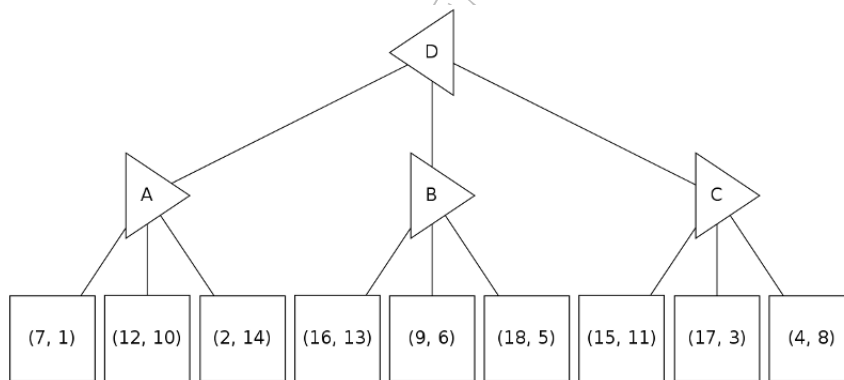 D
A B C
(7, 1) (12, 10) (2, 14) (16, 13) (9, 6) (18, 5) (15, 11) (17, 3) (4, 8)